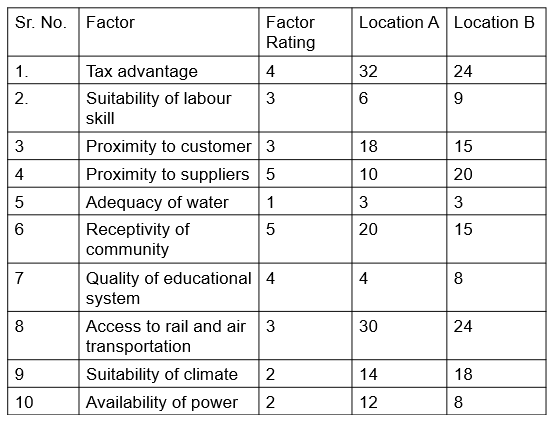 Sr. No. Factor Factor Rating Location A Location B
1. Tax advantage 4 32 24
2. Suitability of labour skill 3 6 9
3 Proximity to customer 3 18 15
4 Proximity to suppliers 5 10 20
5 Adequacy of water 1 3 3
6 Receptivity of community 5 20 15
7 Quality of educational system 4 4 8
8 Access to rail and air transportation 3 30 24
9 Suitability of climate 2 14 18
10 Availability of power 2 12 8